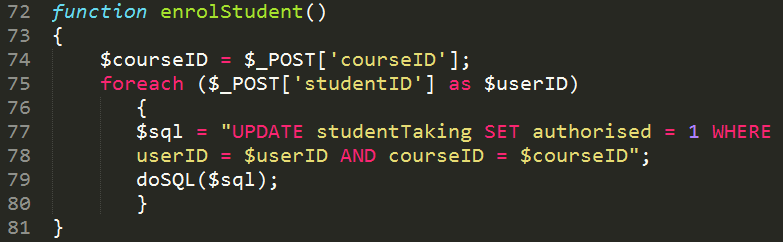 72 function enrolStudent()
73 {
74     $courseID = $_POST['courseID'];
75     foreach ($_POST['studentID'] as $userID)
76        {
77        $sql = "UPDATE studentTaking SET authorised = 1 WHERE
78        userID = $userID AND courseID = $courseID";
79        doSQL($sql);
80        }
81 }